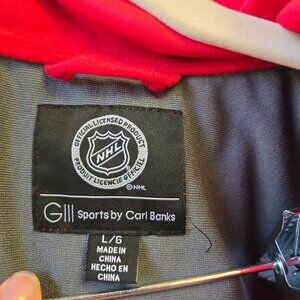 OFFICIAL LICENSED PRODUCT
NHL
PRODUIT LICENCIÉ OFFICIEL
©NHL
GIII Sports by Carl Banks
L/G
MADE IN
CHINA
HECHO EN
CHINA